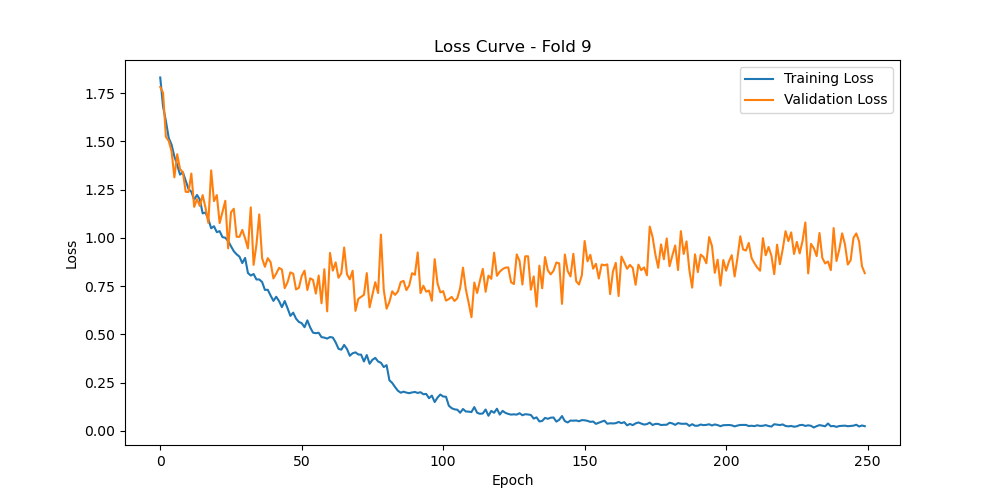 Loss Curve - Fold 9
Training Loss
Validation Loss
1.75
1.50
1.25
1.00
0.75
0.50
0.25
0.00
Loss
0 50 100 150 200 250
Epoch